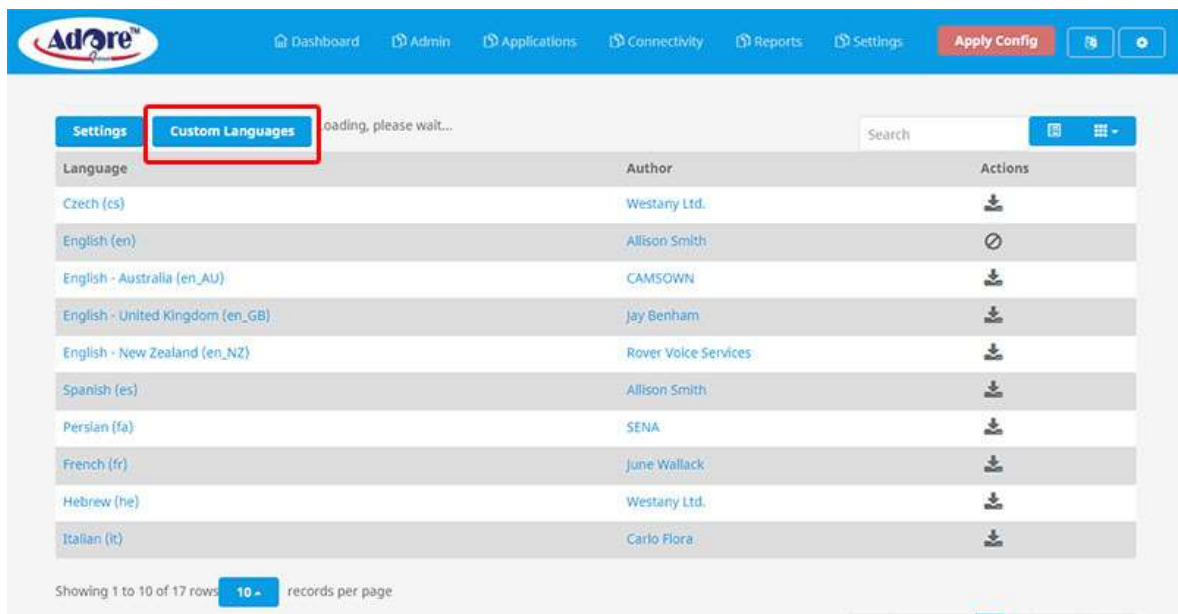 Adore™
Dashboard Admin Applications Connectivity Reports Settings Apply Config
Settings Custom Languages oading, please wait... Search
Language Author Actions
Czech (cs) Westany Ltd.
English (en) Allison Smith
English - Australia (en_AU) CAMSOWN
English - United Kingdom (en_GB) Jay Benham
English - New Zealand (en_NZ) Rover Voice Services
Spanish (es) Allison Smith
Persian (fa) SENA
French (fr) June Wallack
Hebrew (he) Westany Ltd.
Italian (it) Carlo Flora
Showing 1 to 10 of 17 rows 10 records per page